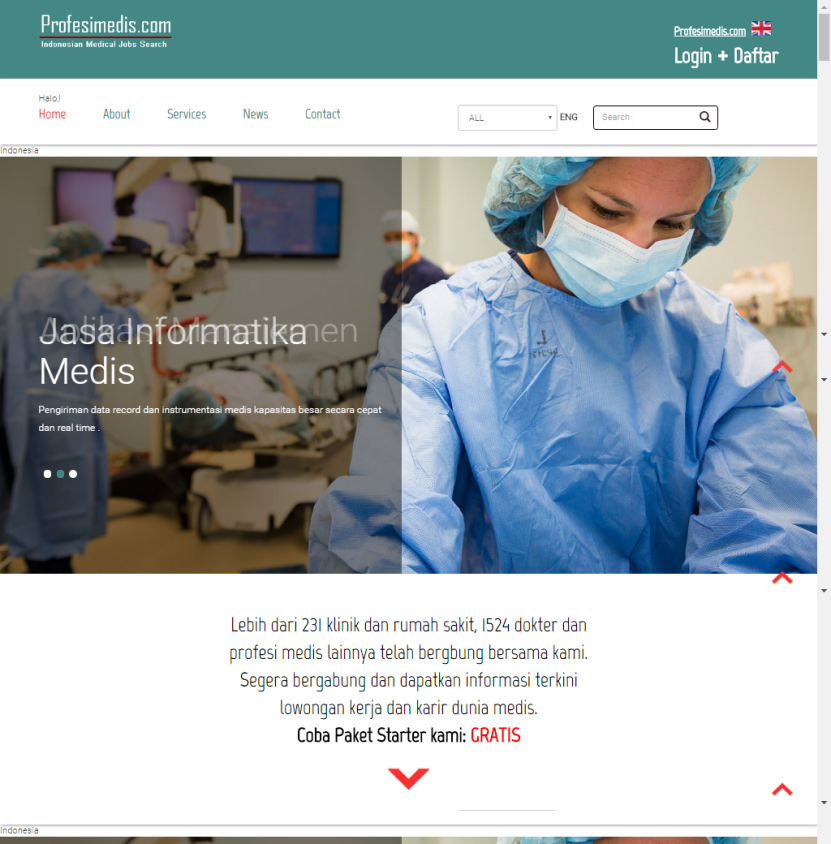 Profesimedis.com
Indonesian Medical Jobs Search
Profesimedis.com
Login + Daftar
Halo,!
Home
About
Services
News
Contact
ALL
ENG
Search
Indonesia
Aplikasi Manajemen
Jasa Informatika
Medis
Pengiriman data record dan instrumentasi medis kapasitas besar secara cepat
dan real time .
Lebih dari 231 klinik dan rumah sakit, 1524 dokter dan
profesi medis lainnya telah bergbung bersama kami.
Segera bergabung dan dapatkan informasi terkini
lowongan kerja dan karir dunia medis.
Coba Paket Starter kami: GRATIS
Indonesia